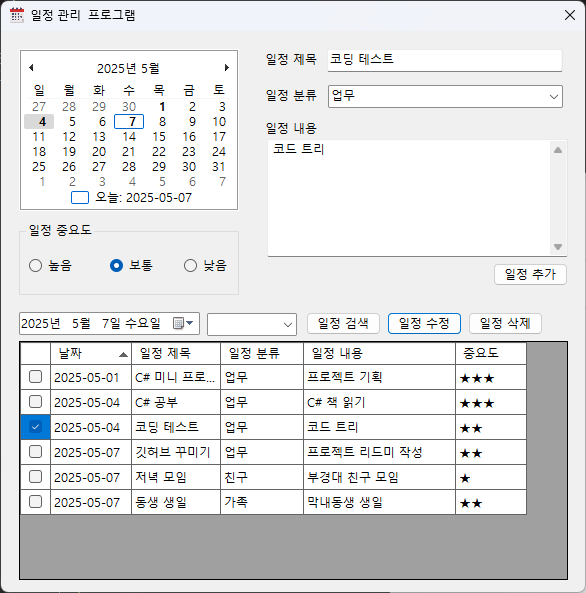 일정 관리 프로그램
2025년 5월
일 월 화 수 목 금 토
27 28 29 30 1 2 3
4 5 6 7 8 9 10
11 12 13 14 15 16 17
18 19 20 21 22 23 24
25 26 27 28 29 30 31
1 2 3 4 5 6 7
오늘: 2025-05-07
일정 중요도
높음 보통 낮음
일정 제목 코딩 테스트
일정 분류 업무
일정 내용
코드 트리
일정 추가
2025년 5월 7일 수요일 일정 검색 일정 수정 일정 삭제
날짜 일정 제목 일정 분류 일정 내용 중요도
2025-05-01 C# 미니 프로... 업무 프로젝트 기획 ★★★
2025-05-04 C# 공부 업무 C# 책 읽기 ★★★
2025-05-04 코딩 테스트 업무 코드 트리 ★★
2025-05-07 깃허브 꾸미기 업무 프로젝트 리드미 작성 ★★
2025-05-07 저녁 모임 친구 부경대 친구 모임 ★
2025-05-07 동생 생일 가족 막내동생 생일 ★★